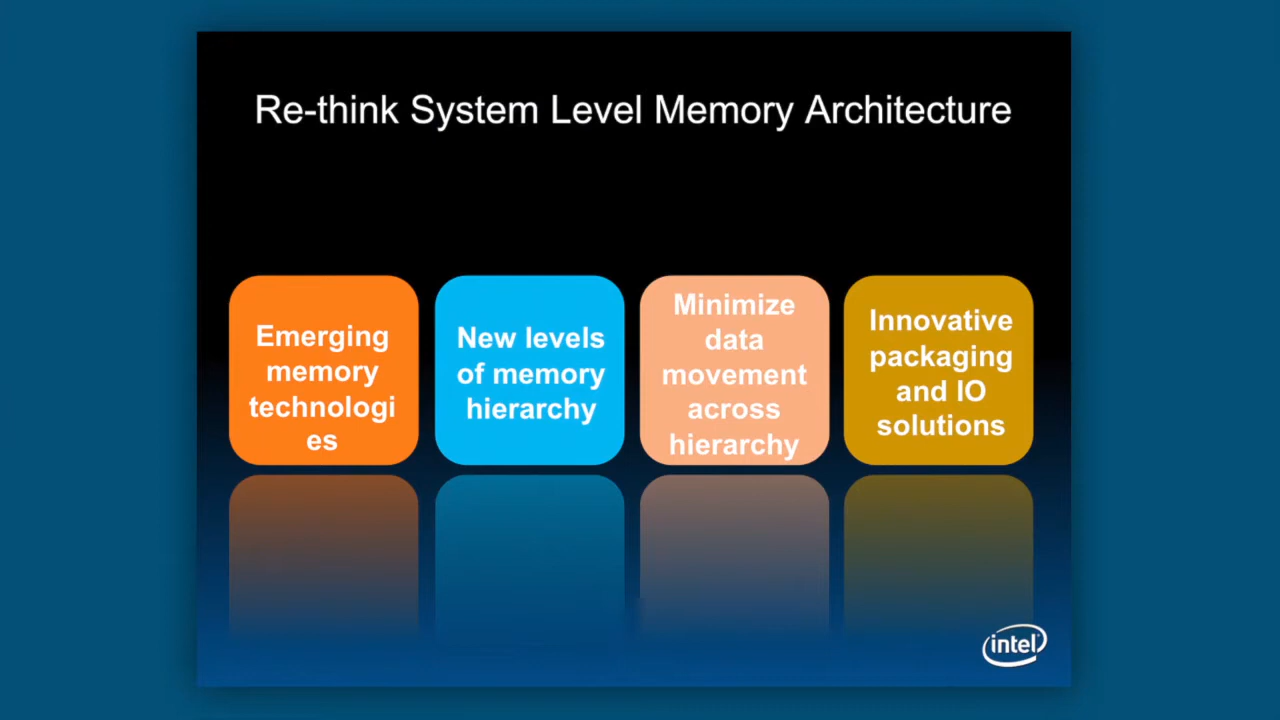 Re-think System Level Memory Architecture
Emerging
memory
technologi
es
New levels
of memory
hierarchy
Minimize
data
movement
across
hierarchy
Innovative
packaging
and IO
solutions
intel